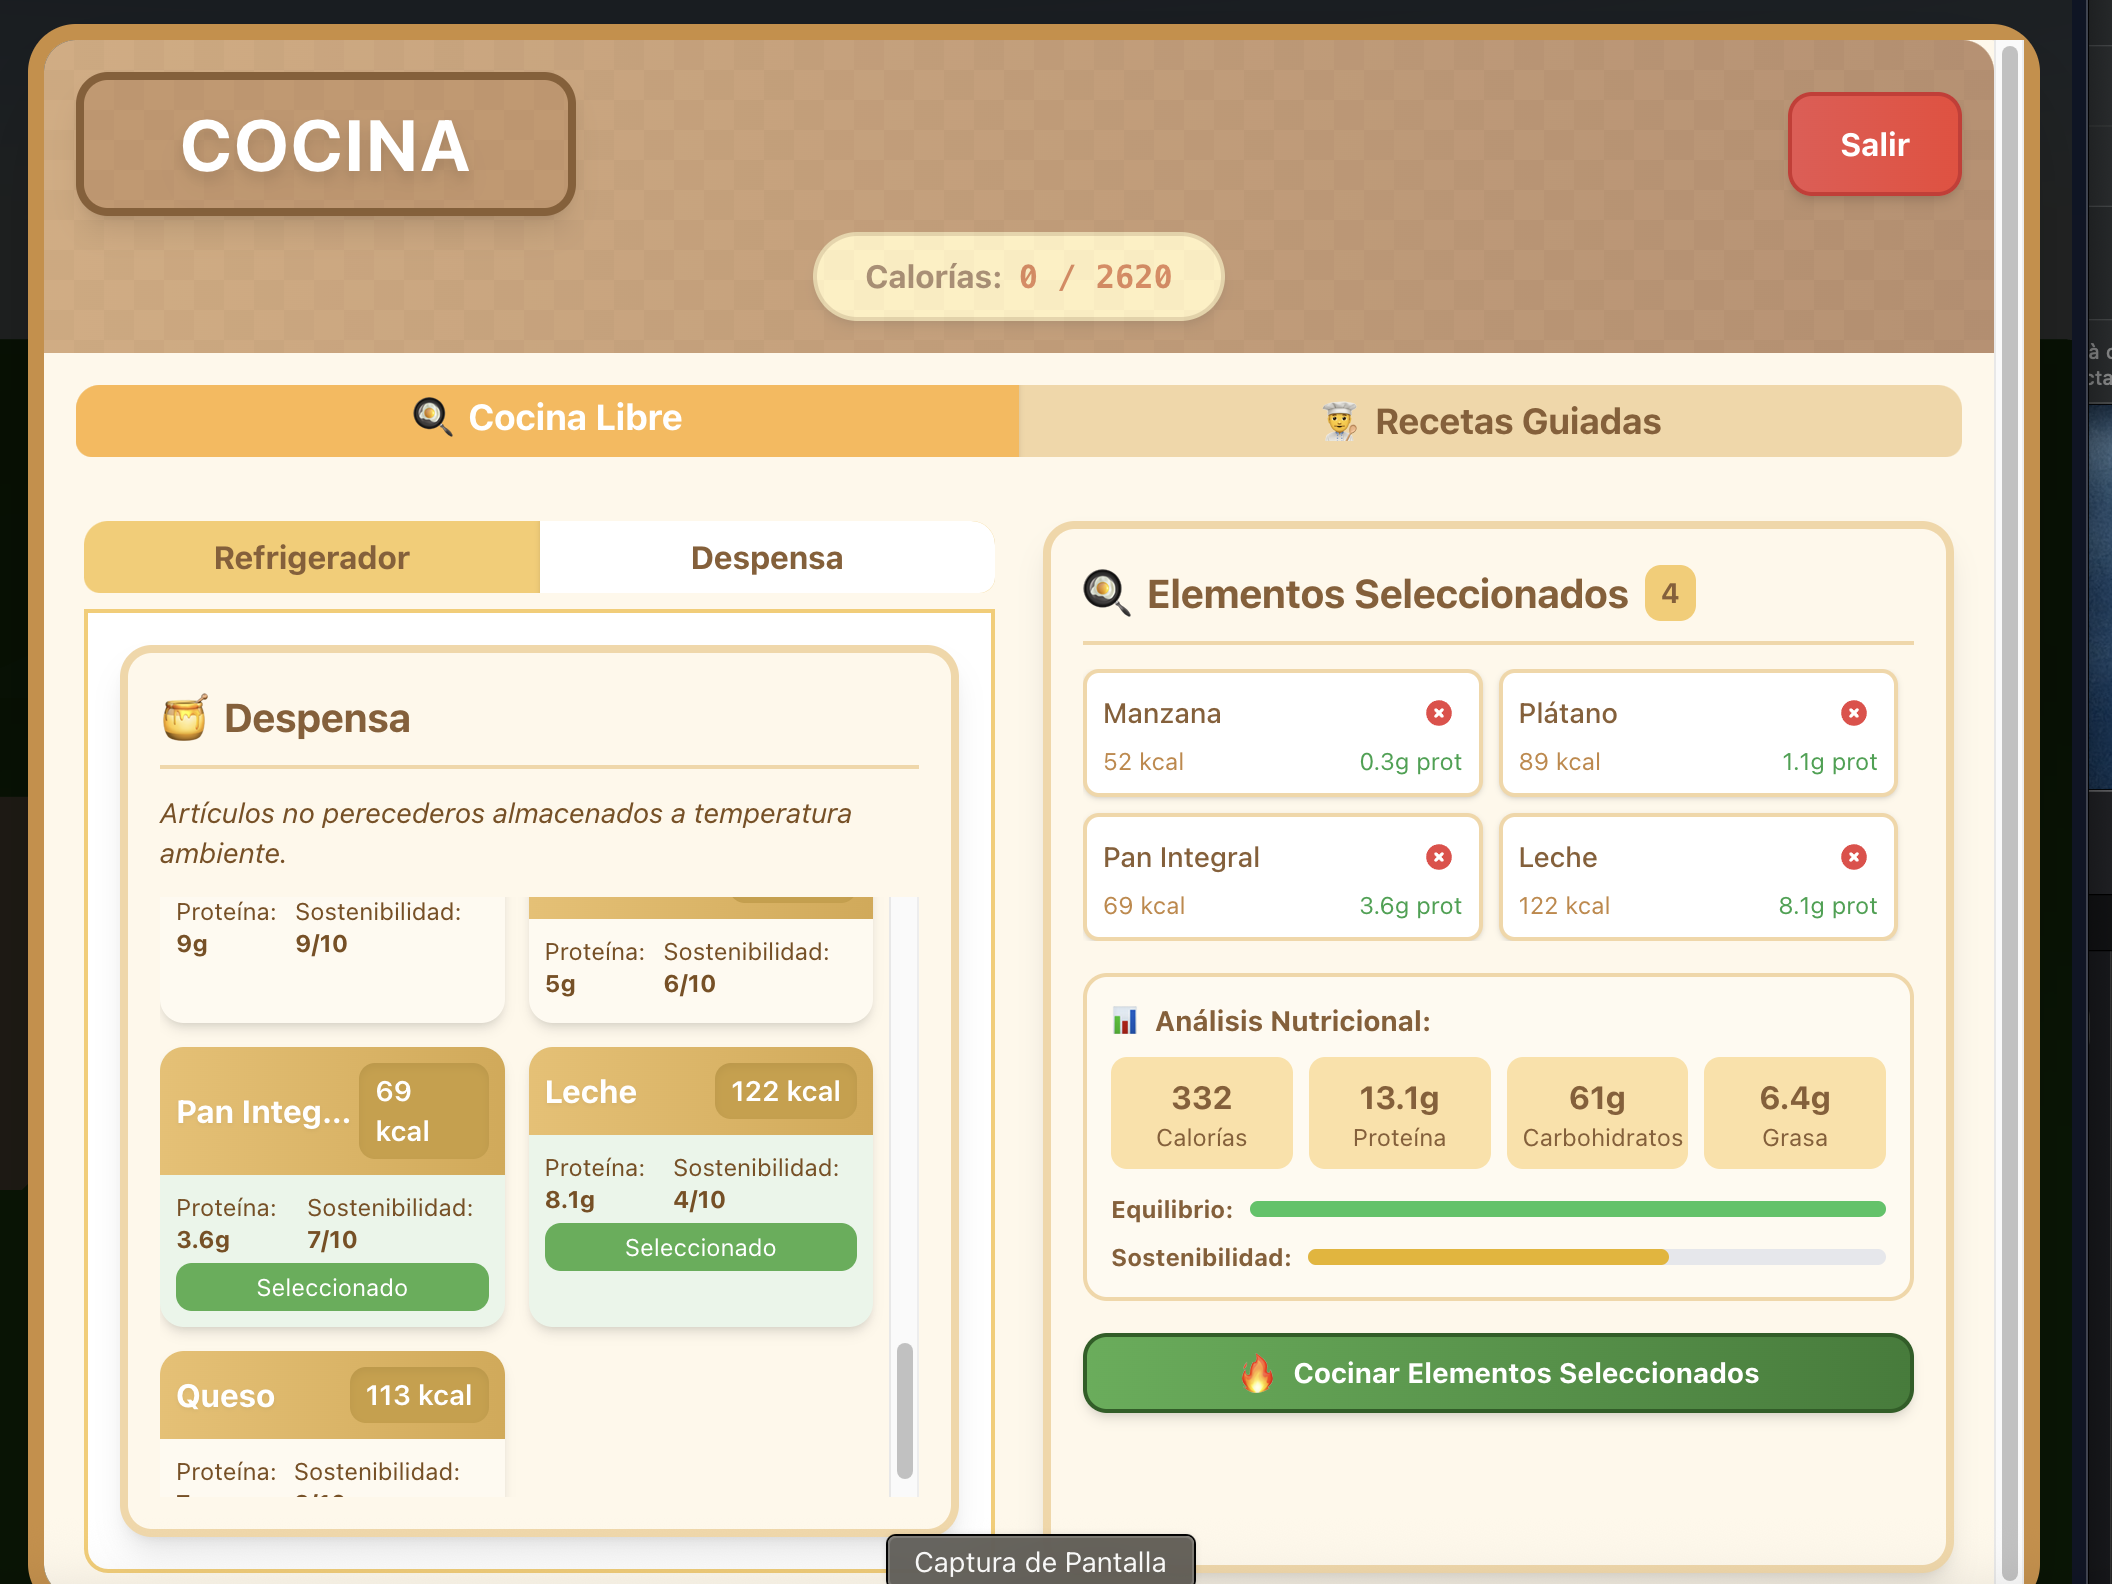 COCINA
Salir
Calorías: 0 / 2620
Cocina Libre
Recetas Guiadas
Refrigerador
Despensa
Despensa
Artículos no perecederos almacenados a temperatura
ambiente.
Proteína: Sostenibilidad:
9g 9/10
Proteína: Sostenibilidad:
5g 6/10
Pan Integ... 69 kcal
Proteína: Sostenibilidad:
3.6g 7/10
Seleccionado
Leche 122 kcal
Proteína: Sostenibilidad:
8.1g 4/10
Seleccionado
Queso 113 kcal
Proteína: Sostenibilidad:
Elementos Seleccionados 4
Manzana
52 kcal 0.3g prot
Plátano
89 kcal 1.1g prot
Pan Integral
69 kcal 3.6g prot
Leche
122 kcal 8.1g prot
Análisis Nutricional:
332
Calorías
13.1g
Proteína
61g
Carbohidratos
6.4g
Grasa
Equilibrio:
Sostenibilidad:
Cocinar Elementos Seleccionados
Captura de Pantalla